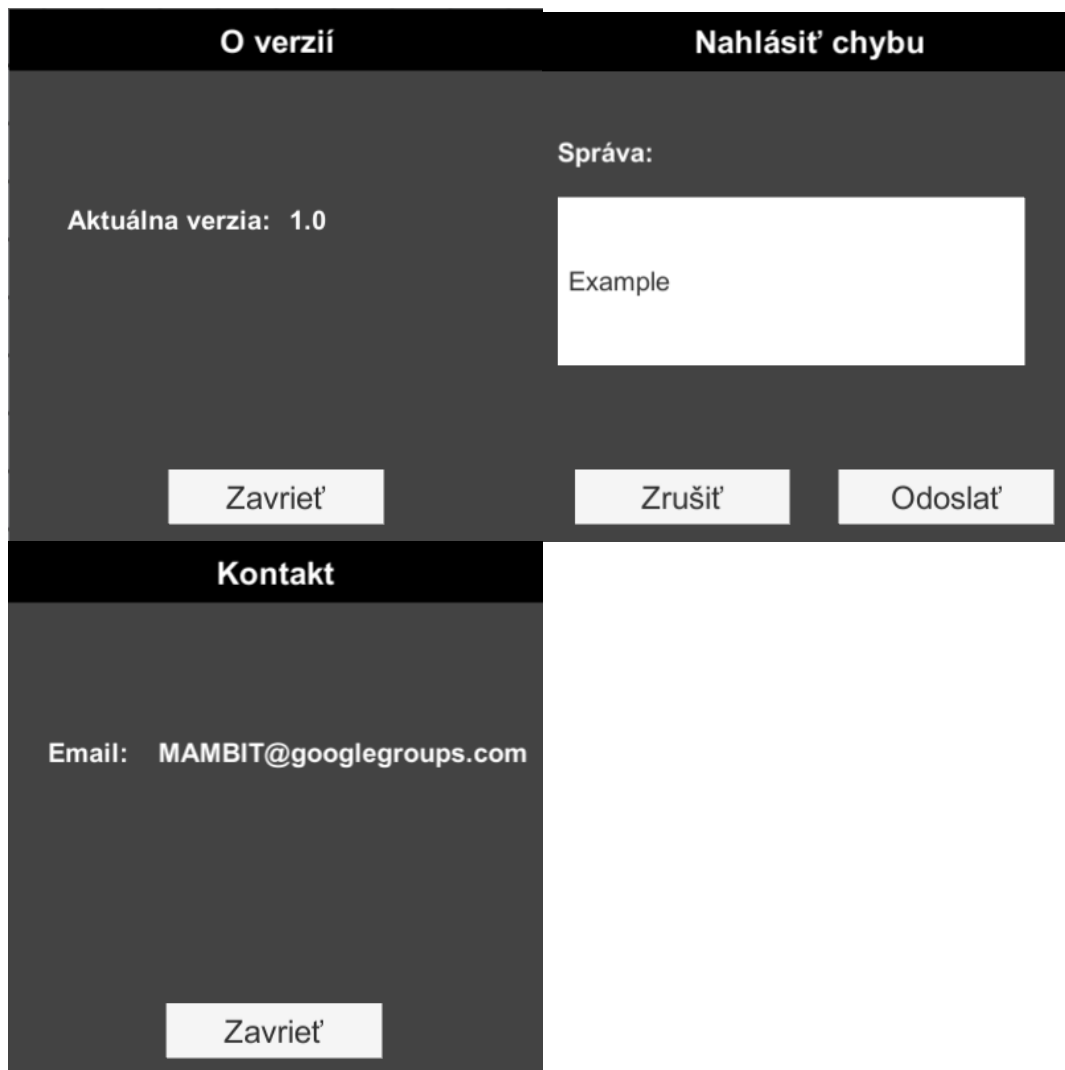 O verzií
Aktuálna verzia: 1.0
Zavrieť
Nahlásiť chybu
Správa:
Example
Zrušiť
Odoslať
Kontakt
Email: MAMBIT@googlegroups.com
Zavrieť